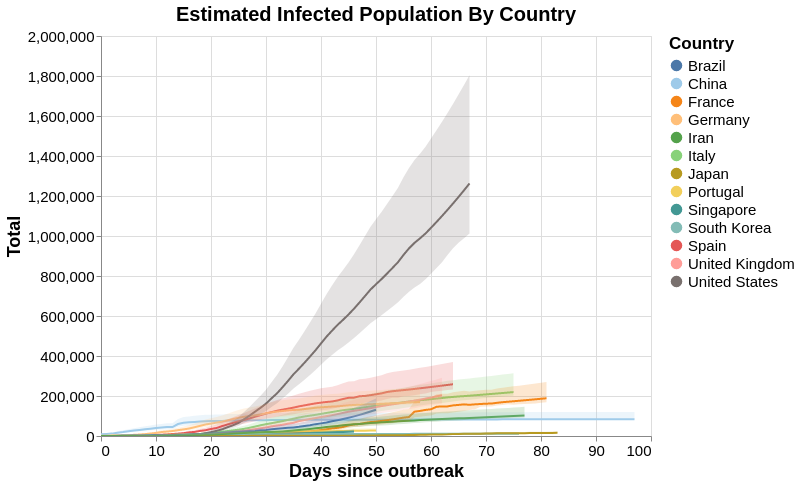 Estimated Infected Population By Country
2,000,000
1,800,000
1,600,000
1,400,000
1,200,000
1,000,000
800,000
600,000
400,000
200,000
0
Total
0 10 20 30 40 50 60 70 80 90 100
Days since outbreak
Country
Brazil
China
France
Germany
Iran
Italy
Japan
Portugal
Singapore
South Korea
Spain
United Kingdom
United States